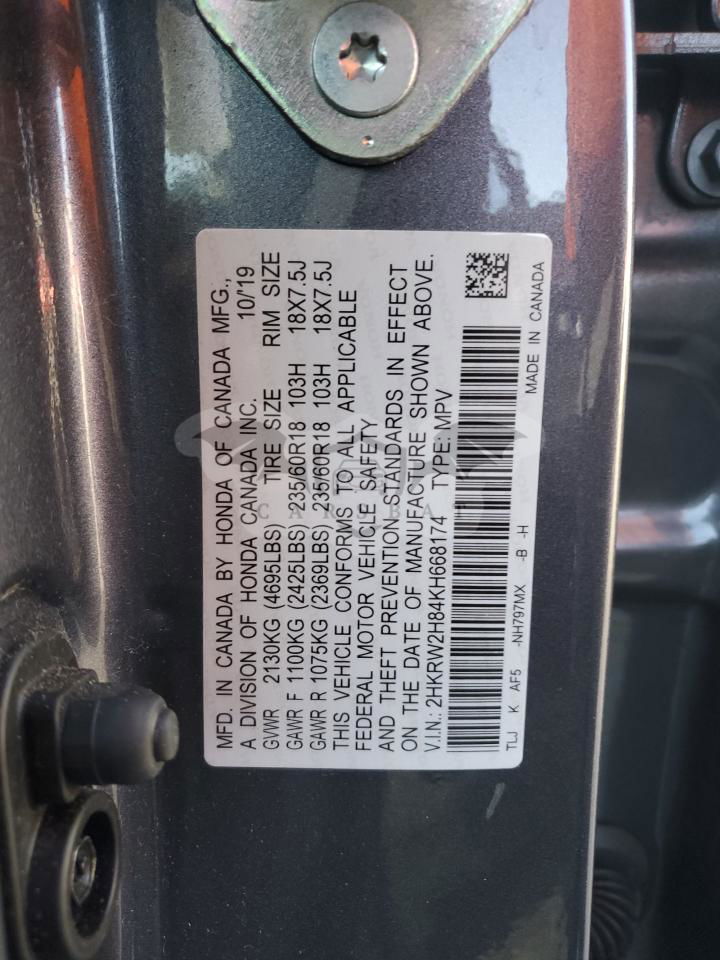 MFD. IN CANADA BY HONDA OF CANADA MFG.,
A DIVISION OF HONDA CANADA INC. 10/19
GVWR 2130KG (4695LBS) TIRE SIZE RIM SIZE
GAWR F 1100KG (2425LBS) 235/60R18 103H 18X7.5J
GAWR R 1075KG (2369LBS) 235/60R18 103H 18X7.5J
THIS VEHICLE CONFORMS TO ALL APPLICABLE
FEDERAL MOTOR VEHICLE SAFETY
AND THEFT PREVENTION STANDARDS IN EFFECT
ON THE DATE OF MANUFACTURE SHOWN ABOVE.
V.I.N.: 2HKRW2H84KH668174 TYPE: MPV
TLJ K AF5 -NH797MX -B -H
MADE IN CANADA
CARSBAT